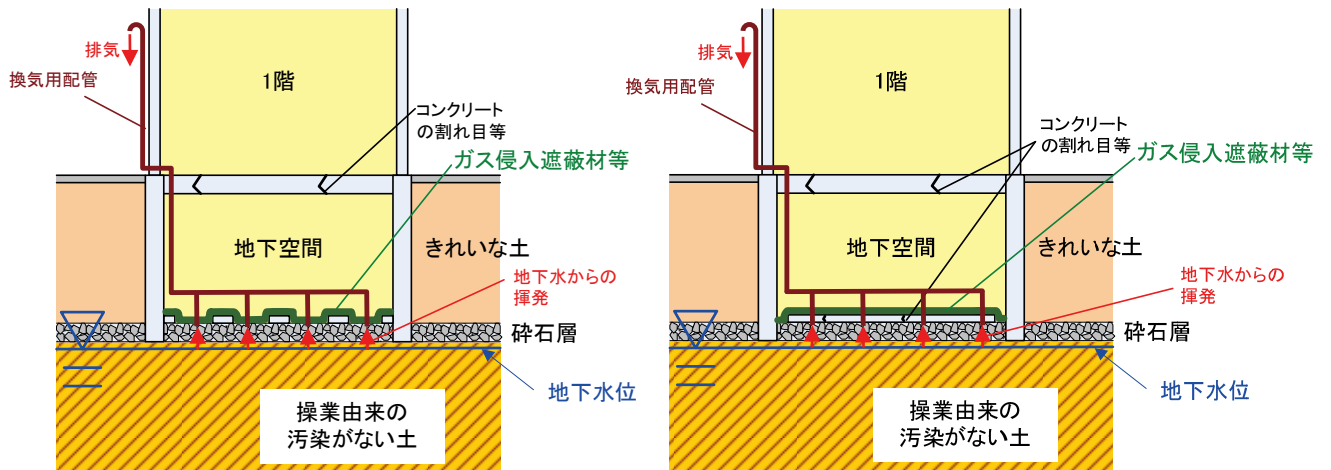 排気
換気用配管
1階
コンクリート
の割れ目等
ガス侵入遮蔽材等
地下空間
きれいな土
地下水からの
揮発
砕石層
地下水位
操業由来の
汚染がない土
排気
換気用配管
1階
コンクリート
の割れ目等
ガス侵入遮蔽材等
地下空間
きれいな土
地下水からの
揮発
砕石層
地下水位
操業由来の
汚染がない土